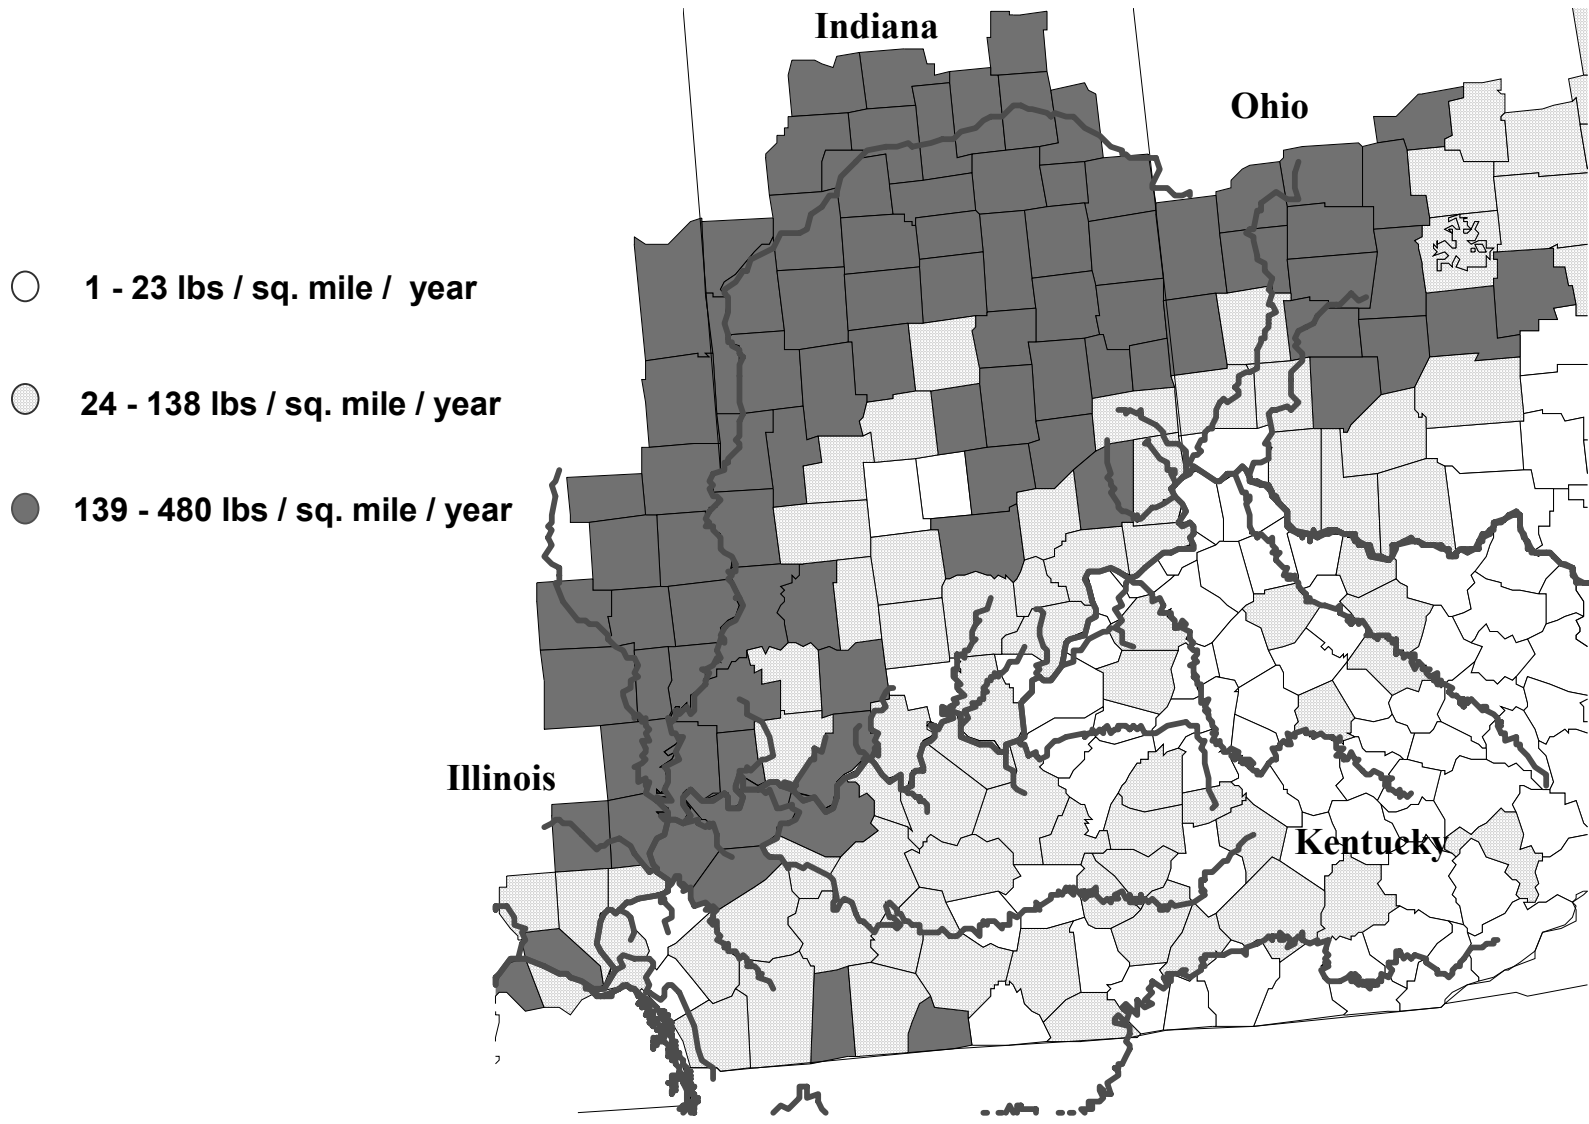 Indiana
Ohio
1 - 23 lbs / sq. mile / year
24 - 138 lbs / sq. mile / year
139 - 480 lbs / sq. mile / year
Illinois
Kentucky